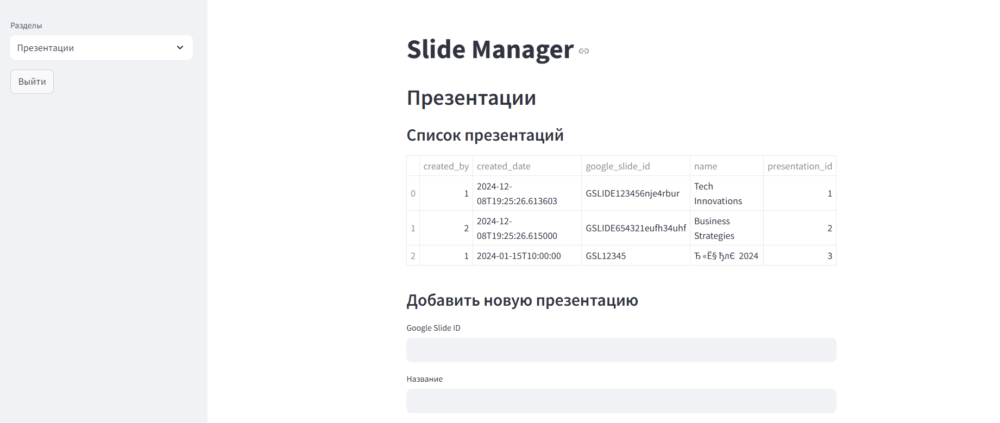 Разделы
Презентации
Выйти
Slide Manager
Презентации
Список презентаций
created_by created_date google_slide_id name presentation_id
0 1 2024-12-08T19:25:26.613603 GSLIDE123456nje4rbur Tech Innovations 1
1 2 2024-12-08T19:25:26.615000 GSLIDE654321eufh34uhf Business Strategies 2
2 1 2024-01-15T10:00:00 GSL12345 Ђ «Ё§ ђлЄ 2024 3
Добавить новую презентацию
Google Slide ID
Название